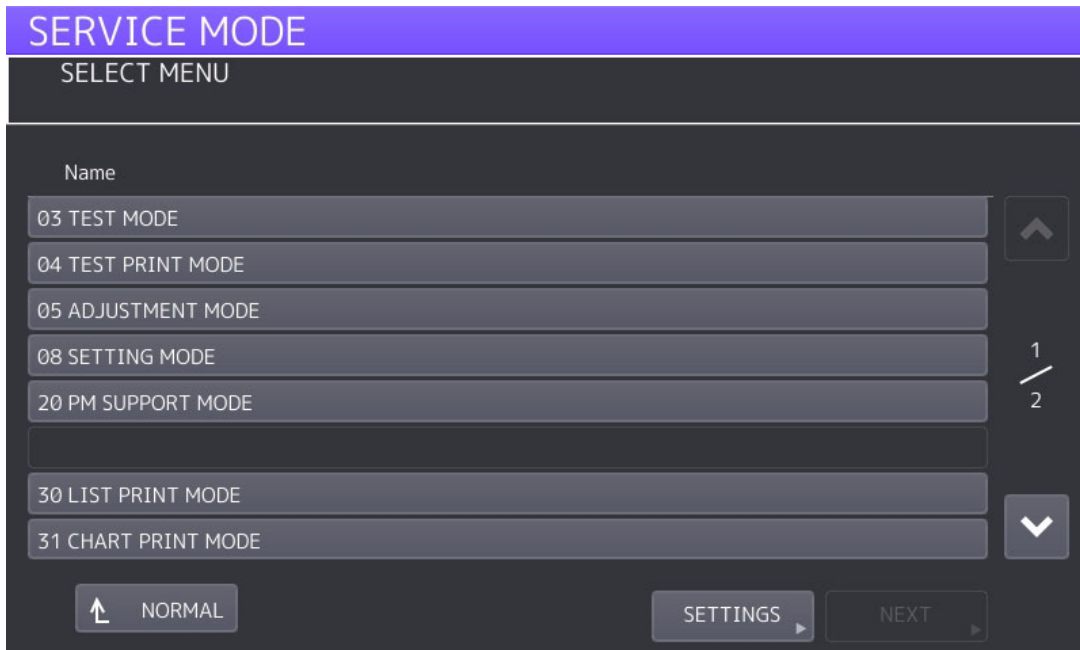 SERVICE MODE
SELECT MENU
Name
03 TEST MODE
04 TEST PRINT MODE
05 ADJUSTMENT MODE
08 SETTING MODE
20 PM SUPPORT MODE
30 LIST PRINT MODE
31 CHART PRINT MODE
1
2
NORMAL
SETTINGS
NEXT